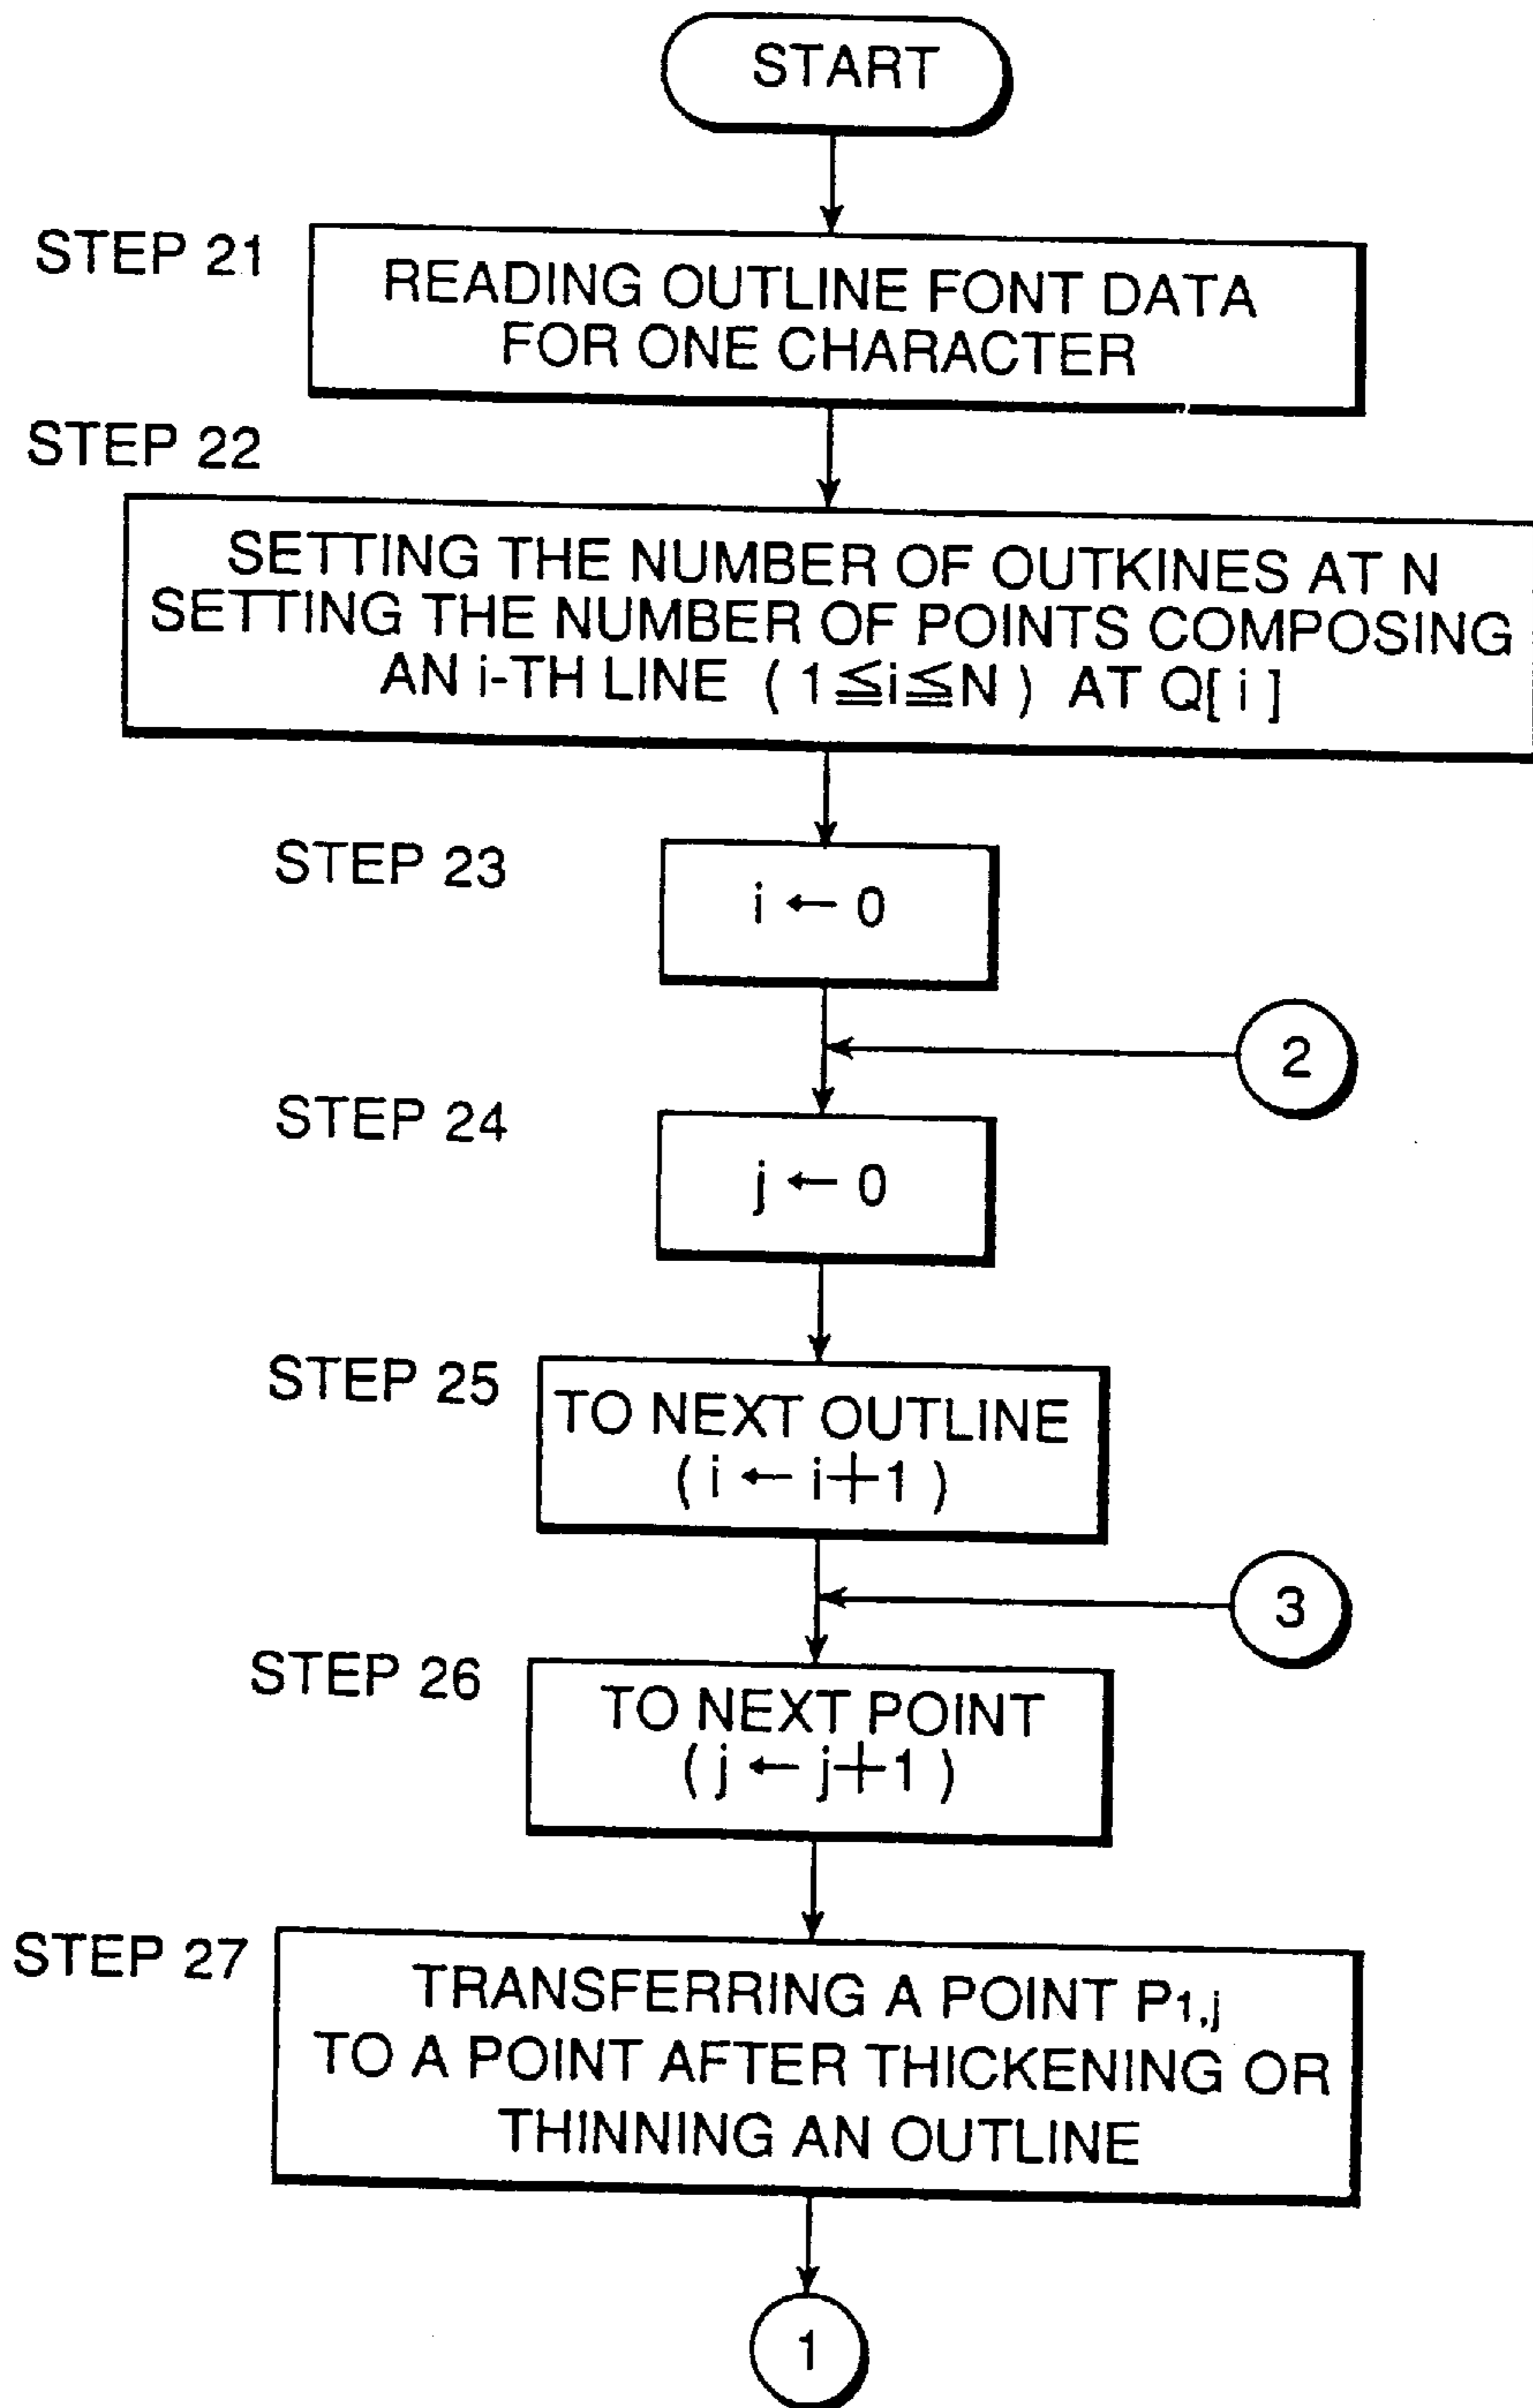 START
STEP 21
READING OUTLINE FONT DATA
FOR ONE CHARACTER
STEP 22
SETTING THE NUMBER OF OUTKINES AT N
SETTING THE NUMBER OF POINTS COMPOSING
AN i-TH LINE ( 1≦i≦N ) AT Q[ i ]
STEP 23
i ← 0
2
STEP 24
j ← 0
STEP 25
TO NEXT OUTLINE
( i ← i+1 )
3
STEP 26
TO NEXT POINT
( j ← j+1 )
STEP 27
TRANSFERRING A POINT P1,j
TO A POINT AFTER THICKENING OR
THINNING AN OUTLINE
1